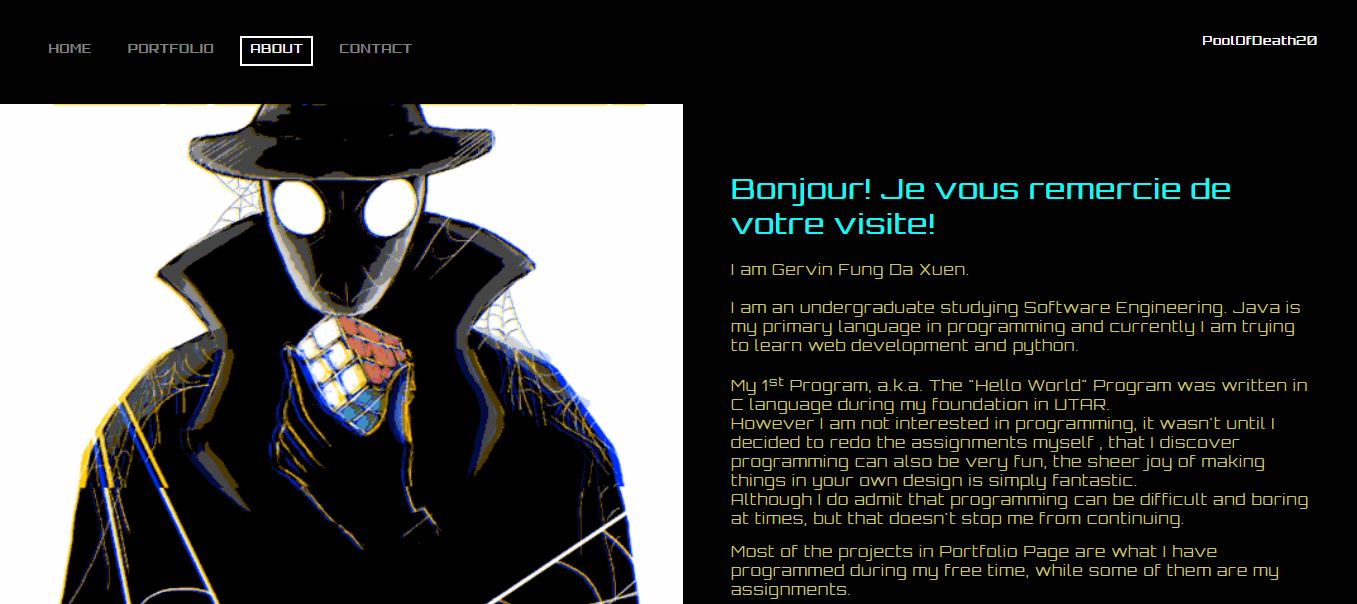 HOME PORTFOLIO ABOUT CONTACT PoolOfDeath20
Bonjour! Je vous remercie de
votre visite!
I am Gervin Fung Da Xuen.
I am an undergraduate studying Software Engineering. Java is
my primary language in programming and currently I am trying
to learn web development and python.
My 1st Program, a.k.a. The "Hello World" Program was written in
C language during my foundation in UTAR.
However I am not interested in programming, it wasn't until I
decided to redo the assignments myself , that I discover
programming can also be very fun, the sheer joy of making
things in your own design is simply fantastic.
Although I do admit that programming can be difficult and boring
at times, but that doesn't stop me from continuing.
Most of the projects in Portfolio Page are what I have
programmed during my free time, while some of them are my
assignments.